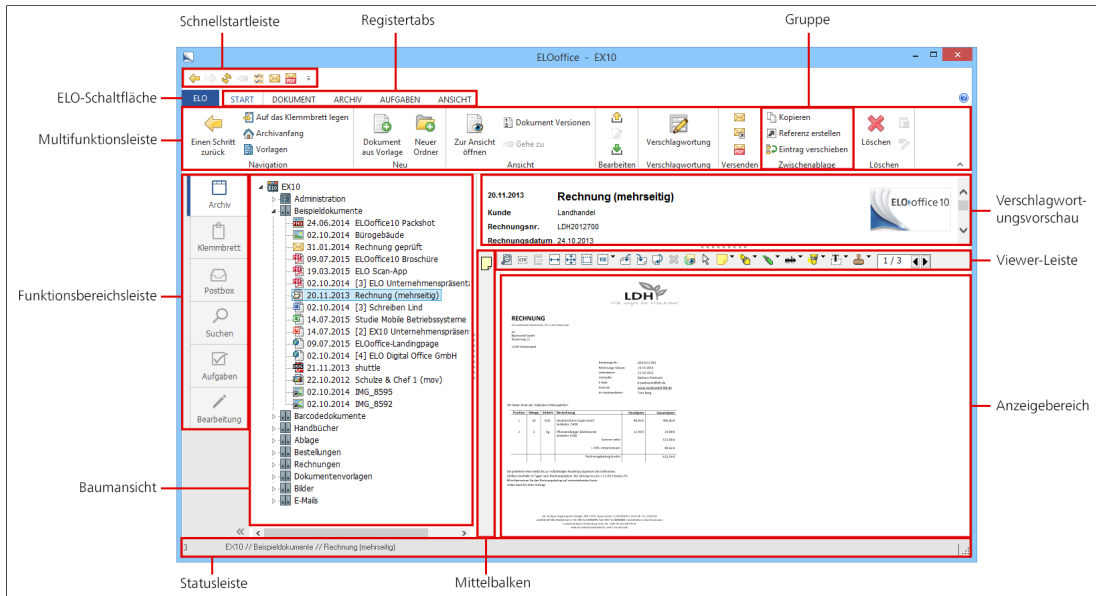 Schnellstartleiste
Registertabs
Gruppe
ELOoffice - EX10
ELO-Schaltfläche
ELO START DOKUMENT ARCHIV AUFGABEN ANSICHT
Multifunktionsleiste
Einen Schritt zurück
Auf das Klemmbrett legen
Archivanfang
Vorlagen
Navigation
Dokument aus Vorlage
Neuer Ordner
Neu
Zur Ansicht öffnen
Dokument Versionen
Gehe zu
Ansicht
Bearbeiten
Verschlagwortung
Verschlagwortung
Versenden
Kopieren
Referenz erstellen
Eintrag verschieben
Zwischenablage
Löschen
Löschen
Funktionsbereichsleiste
Archiv
Klemmbrett
Postbox
Suchen
Aufgaben
Bearbeitung
Baumansicht
EX10
Administration
Beispieldokumente
24.06.2014 ELOoffice10 Packshot
02.10.2014 Bürogebäude
31.01.2014 Rechnung geprüft
09.07.2015 ELOoffice10 Broschüre
19.03.2015 ELO Scan-App
02.10.2014 [3] ELO Unternehmenspräsent
20.11.2013 Rechnung (mehrseitig)
02.10.2014 [3] Schreiben Lind
14.07.2015 Studie Mobile Betriebssysteme
14.07.2015 [2] EX10 Unternehmenspräsen
09.07.2015 ELOoffice-Landingpage
02.10.2014 [4] ELO Digital Office GmbH
21.11.2013 shuttle
22.10.2012 Schulze & Chef 1 (mov)
02.10.2014 IMG_8595
02.10.2014 IMG_8592
Barcodedokumente
Handbücher
Ablage
Bestellungen
Rechnungen
Dokumentenvorlagen
Bilder
E-Mails
20.11.2013 Rechnung (mehrseitig)
Kunde Landhandel
Rechnungsnr. LDH2012700
Rechnungsdatum 24.10.2013
ELOoffice 10
Verschlagwort-
ungsvorschau
1 / 3
Viewer-Leiste
LDH
RECHNUNG
Position Menge Einheit Bezeichnung Einzelpreis Gesamtpreis
Anzeigebereich
3 EX10 // Beispieldokumente // Rechnung (mehrseitig)
Statusleiste
Mittelbalken